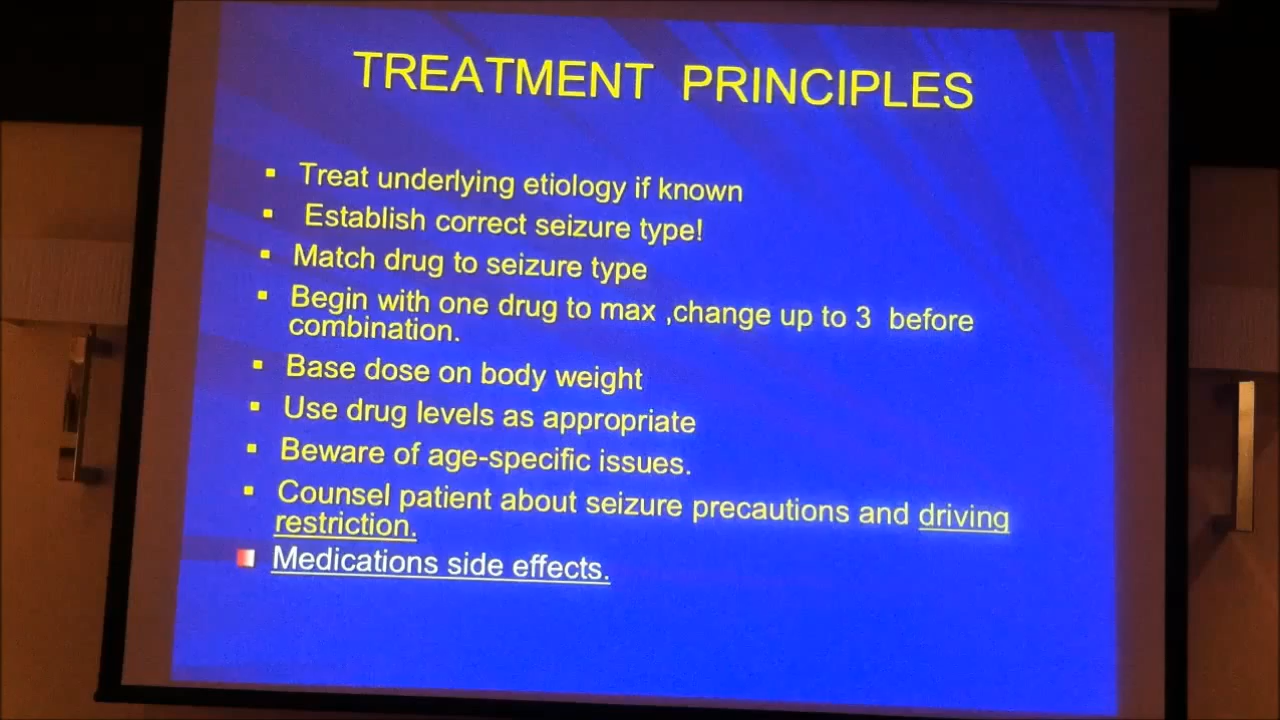 TREATMENT PRINCIPLES
▪ Treat underlying etiology if known
▪ Establish correct seizure type!
▪ Match drug to seizure type
▪ Begin with one drug to max ,change up to 3 before
combination.
▪ Base dose on body weight
▪ Use drug levels as appropriate
▪ Beware of age-specific issues.
▪ Counsel patient about seizure precautions and driving
restriction.
▪ Medications side effects.